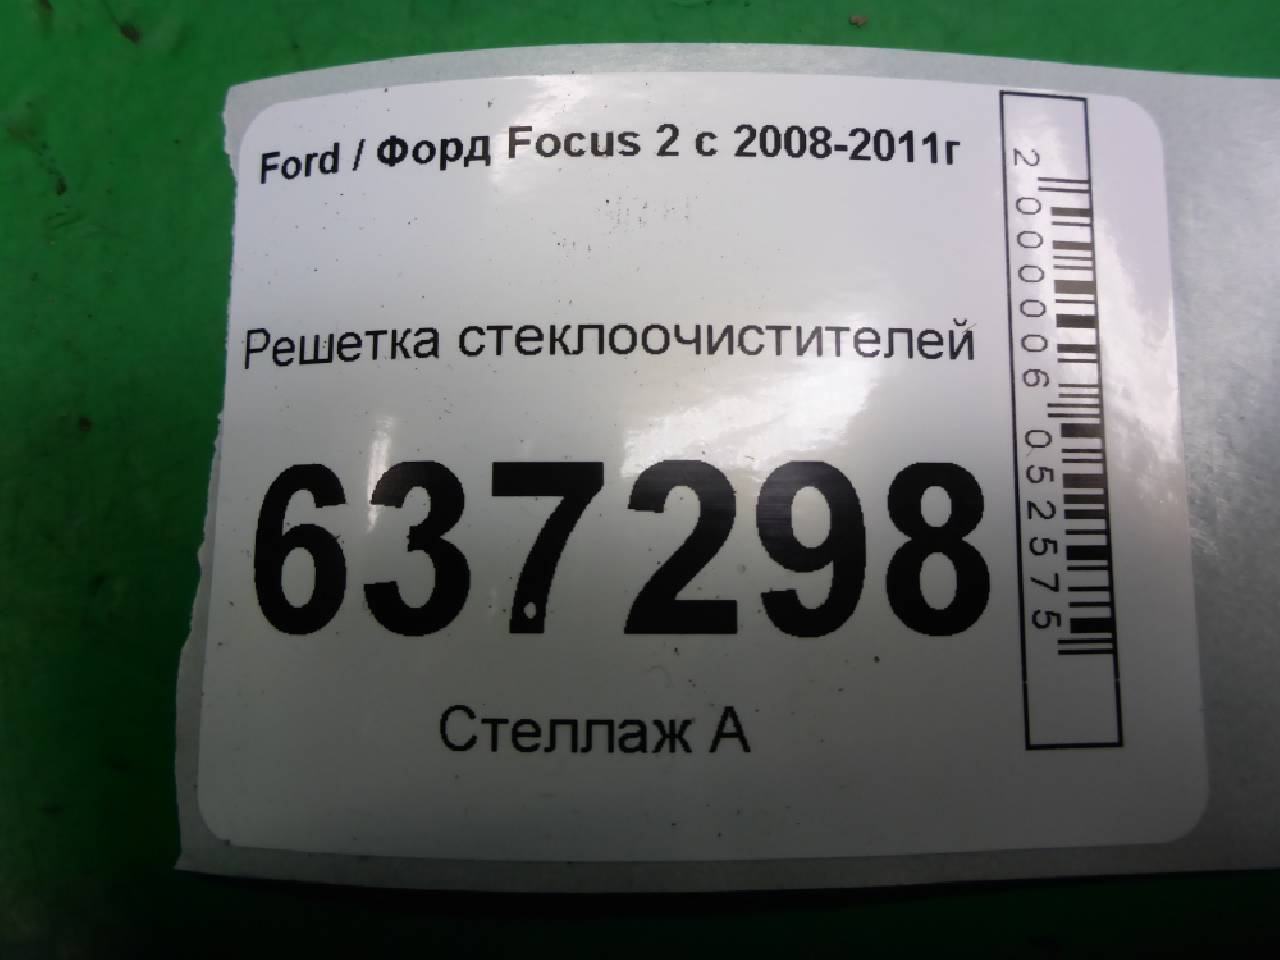 Ford / Форд Focus 2 с 2008-2011г
Решетка стеклоочистителей
637298
Стеллаж А
2 000006 052575